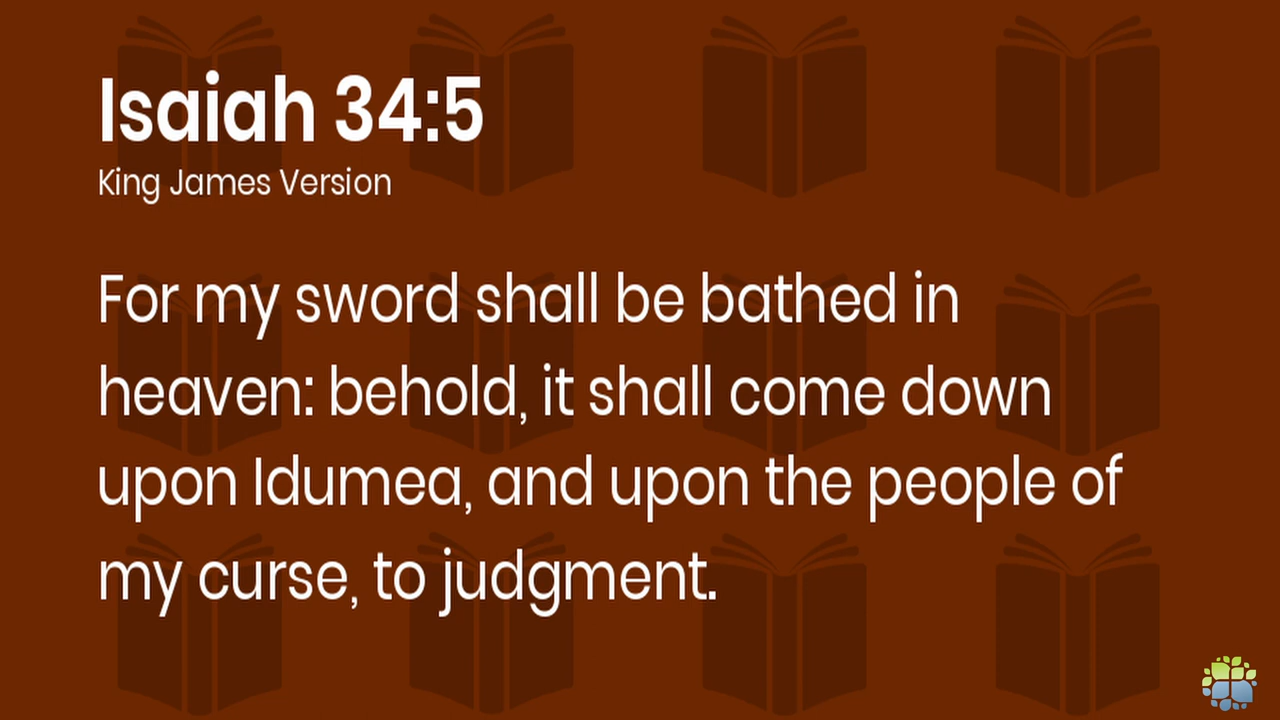 Isaiah 34:5
King James Version
For my sword shall be bathed in
heaven: behold, it shall come down
upon Idumea, and upon the people of
my curse, to judgment.